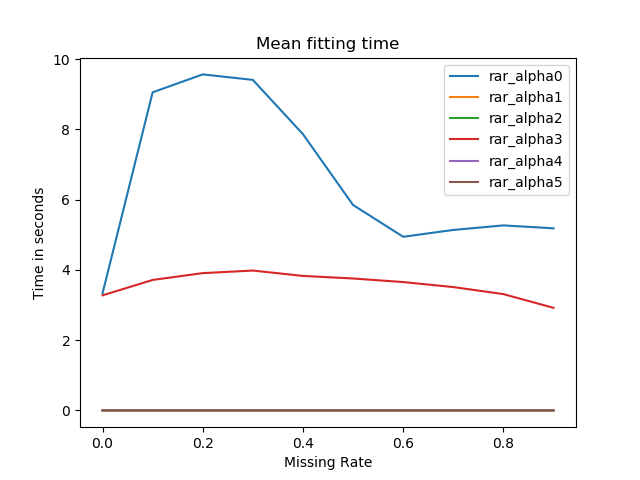 Mean fitting time
10
8
6
4
2
0
Time in seconds
rar_alpha0
rar_alpha1
rar_alpha2
rar_alpha3
rar_alpha4
rar_alpha5
0.0 0.2 0.4 0.6 0.8
Missing Rate